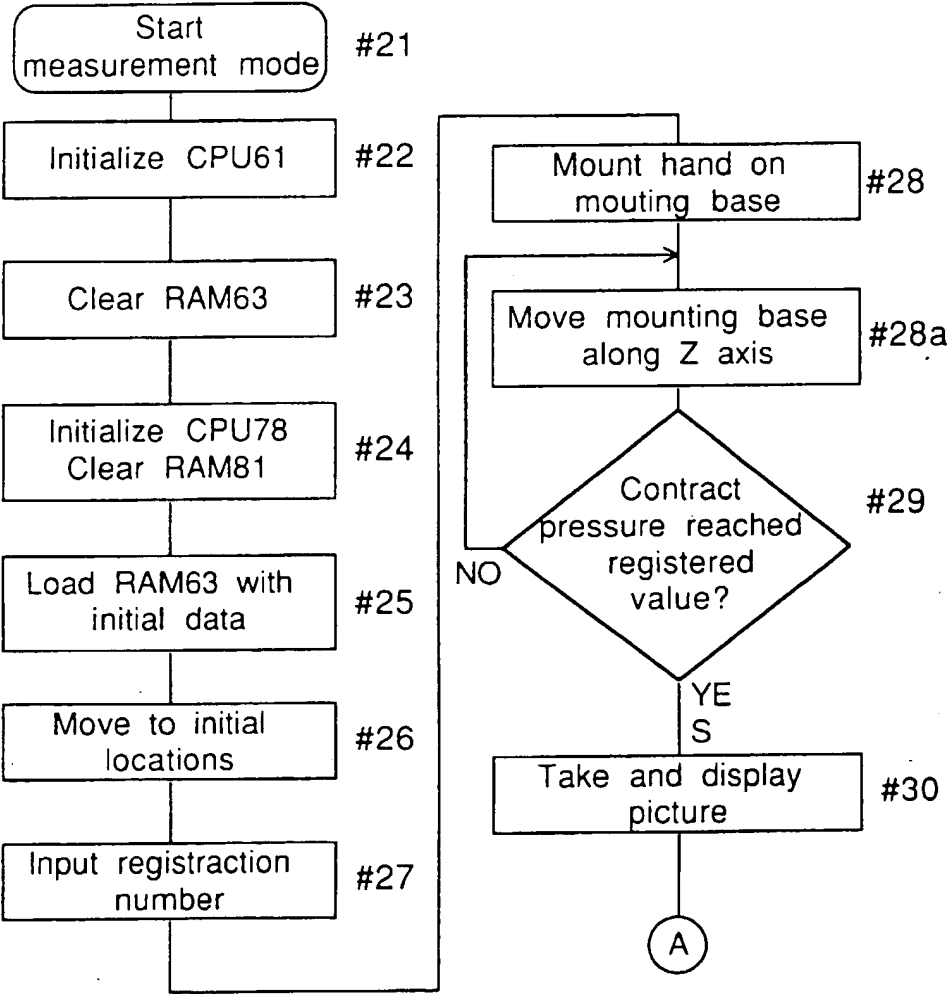 Start
measurement mode
#21
Initialize CPU61
#22
Clear RAM63
#23
Initialize CPU78
Clear RAM81
#24
Load RAM63 with
initial data
#25
Move to initial
locations
#26
Input registraction
number
#27
Mount hand on
mouting base
#28
Move mounting base
along Z axis
#28a
Contract
pressure reached
registered
value?
#29
NO
YE
S
Take and display
picture
#30
A